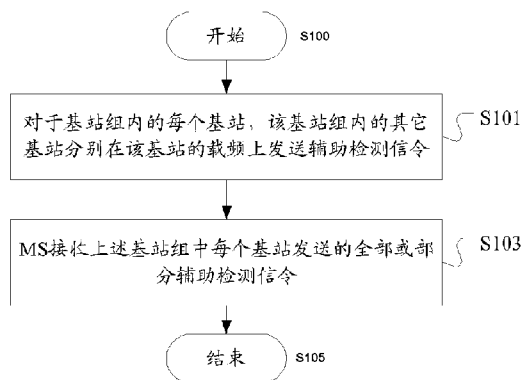 开始
S100
对于基站组内的每个基站，该基站组内的其它
基站分别在该基站的载频上发送辅助检测信令
S101
MS接收上述基站组中每个基站发送的全部或部
分辅助检测信令
S103
结束
S105